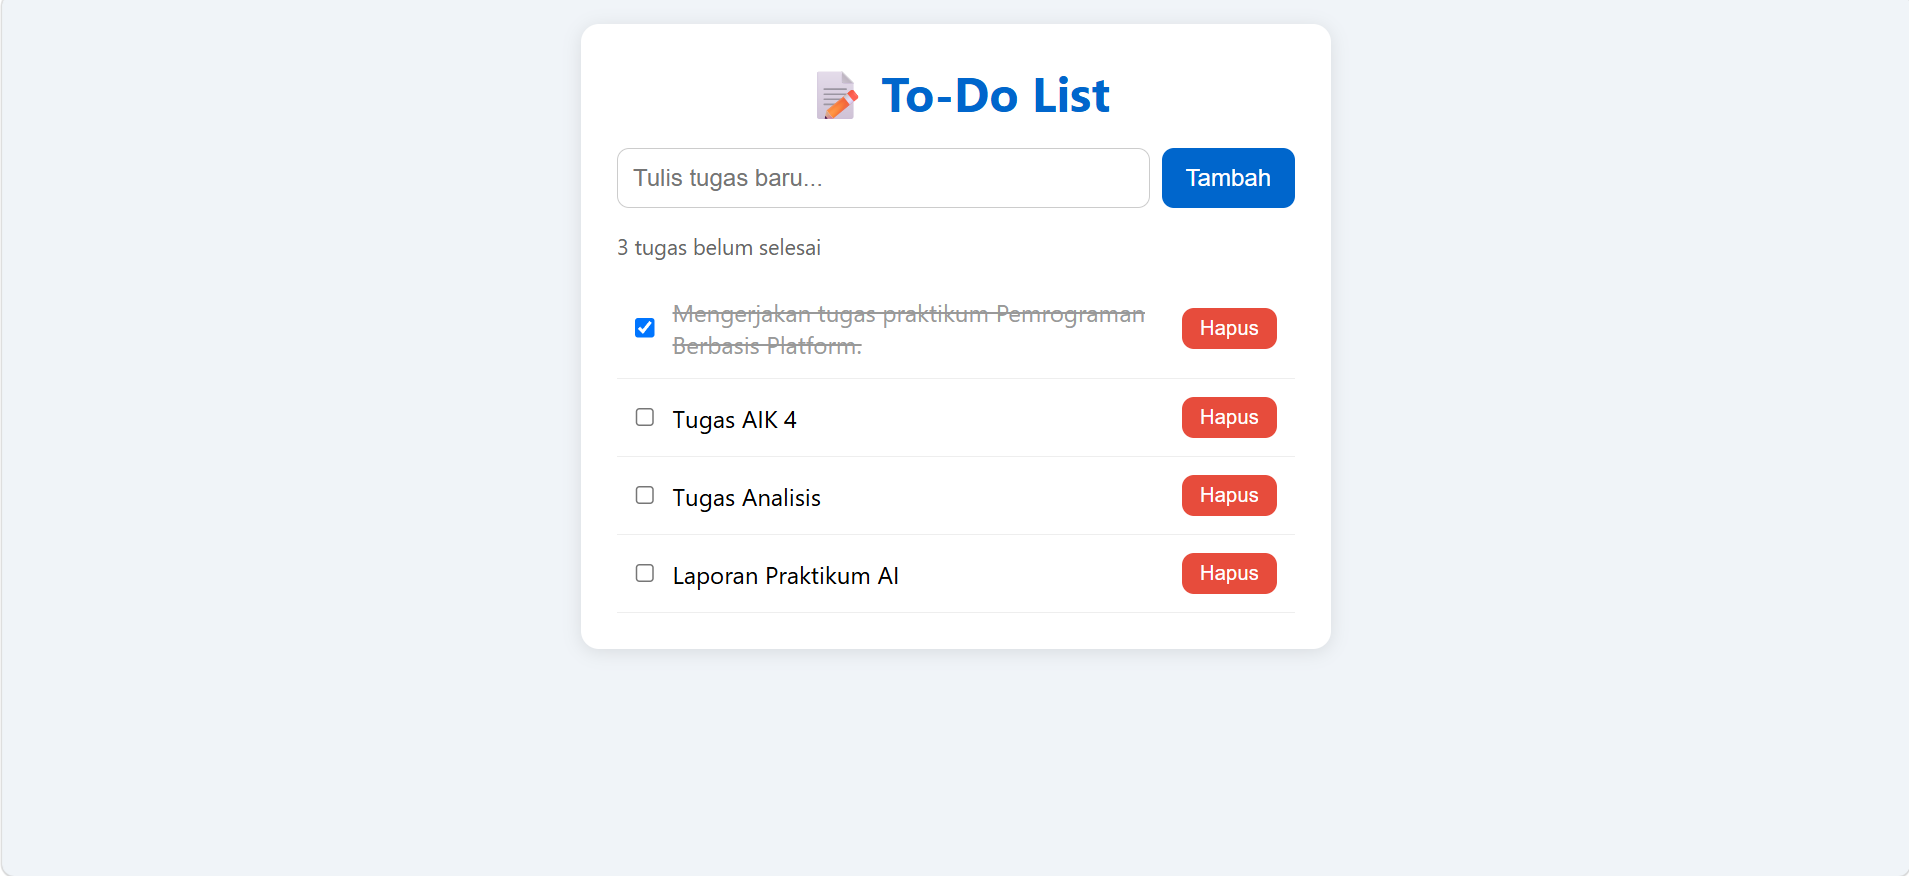 To-Do List
Tulis tugas baru...
Tambah
3 tugas belum selesai
Mengerjakan tugas praktikum Pemrograman
Berbasis Platform.
Hapus
Tugas AIK 4
Hapus
Tugas Analisis
Hapus
Laporan Praktikum AI
Hapus